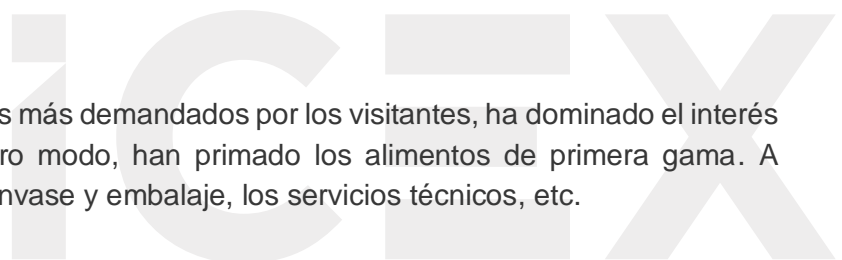 iCEX
s más demandados por los visitantes, ha dominado el interés
ro modo, han primado los alimentos de primera gama. A
nvase y embalaje, los servicios técnicos, etc.